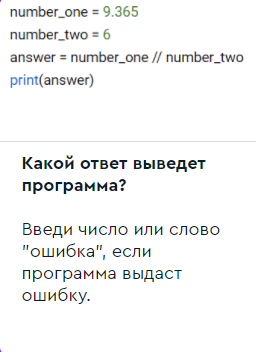 number_one = 9.365
number_two = 6
answer = number_one // number_two
print(answer)
Какой ответ выведет
программа?
Введи число или слово
"ошибка", если
программа выдаст
ошибку.